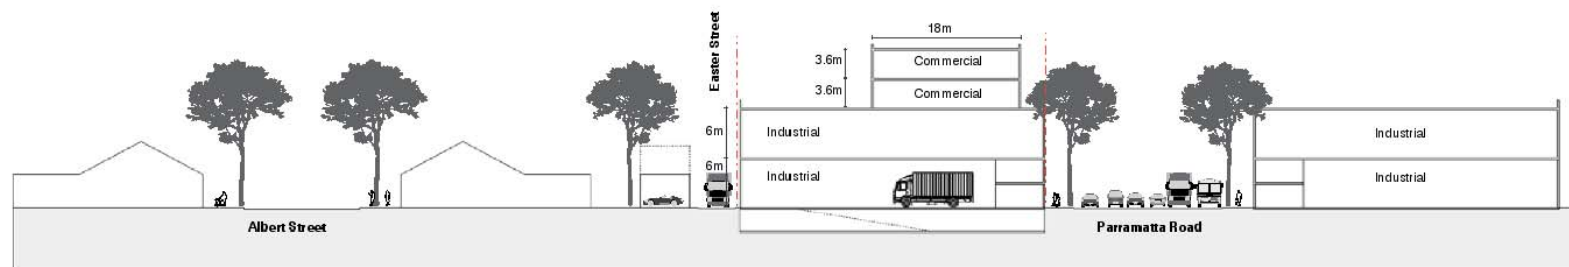 18m
Easter Street
3.6m
Commercial
3.6m
Commercial
6m
Industrial
Industrial
6m
Industrial
Industrial
Albert Street
Parramatta Road